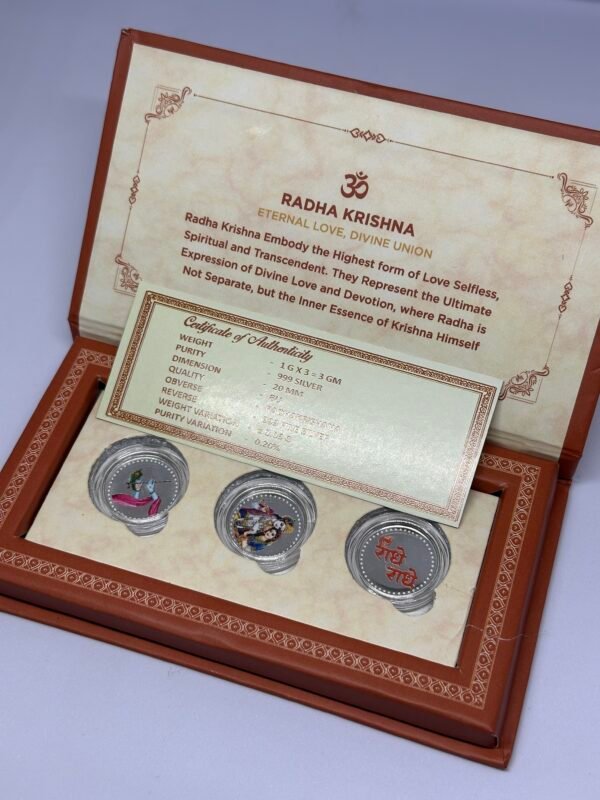 ॐ
RADHA KRISHNA
ETERNAL LOVE, DIVINE UNION
Radha Krishna Embody the Highest form of Love Selfless,
Spiritual and Transcendent. They Represent the Ultimate
Expression of Divine Love and Devotion, where Radha is
Not Separate, but the Inner Essence of Krishna Himself
Certificate of Authenticity
WEIGHT - 1 G X 3 = 3 GM
PURITY - 999 SILVER
DIMENSION - 20 MM
QUALITY
OBVERSE
REVERSE
WEIGHT VARIATION
PURITY VARIATION : 0.20%
राधे
राधे